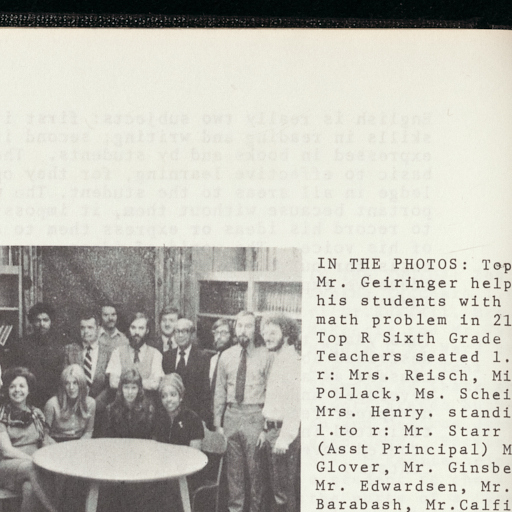 IN THE PHOTOS: Top
Mr. Geiringer help
his students with
math problem in 21
Top R Sixth Grade
Teachers seated l.
r: Mrs. Reisch, Mi
Pollack, Ms. Schei
Mrs. Henry. standi
l.to r: Mr. Starr
(Asst Principal) M
Glover, Mr. Ginsbe
Mr. Edwardsen, Mr.
Barabash, Mr.Calfi